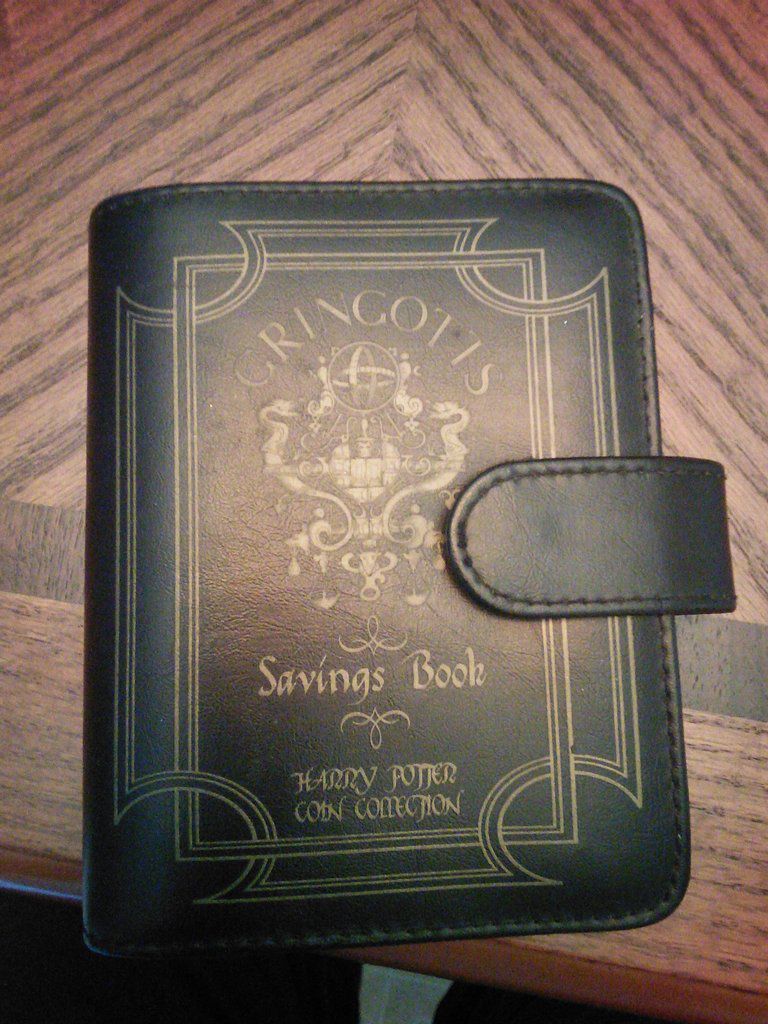 GRINGOTTS
Savings Book
HARRY POTTER
COIN COLLECTION